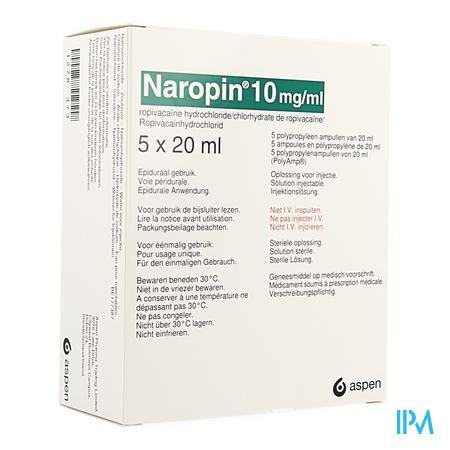 Naropin® 10 mg/ml
ropivacaïne hydrochloride/chlorhydrate de ropivacaïne/
Ropivacainhydrochlorid
5 x 20 ml
5 polypropyleen ampullen van 20 ml
5 ampoules en polypropylène de 20 ml
5 polypropylenampullen von 20 ml
(PolyAmp®)
Epiduraal gebruik.
Voie péridurale.
Epidurale Anwendung.
Oplossing voor injectie.
Solution injectable.
Injektionslösung.
Voor gebruik de bijsluiter lezen.
Lire la notice avant utilisation.
Packungsbeilage beachten.
Niet I.V. inspuiten.
Ne pas injecter I.V.
Nicht I.V. injizieren.
Voor éénmalig gebruik.
Pour usage unique.
Für den einmaligen Gebrauch.
Steriele oplossing.
Solution stérile.
Sterile Lösung.
Bewaren beneden 30°C.
Niet in de vriezer bewaren.
A conserver à une température ne
dépassant pas 30°C.
Ne pas congeler.
Nicht über 30°C lagern.
Nicht einfrieren.
Geneesmiddel op medisch voorschrift.
Médicament soumis à prescription médicale.
Verschreibungspflichtig.
aspen
aspen
IPM